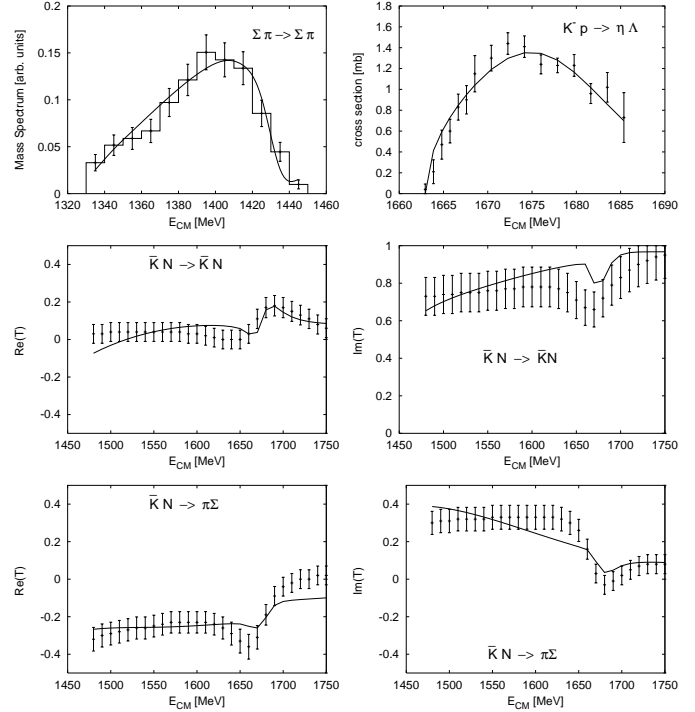 Σ π -> Σ π
Mass Spectrum [arb. units]
0.2
0.15
0.1
0.05
0
1320 1340 1360 1380 1400 1420 1440 1460
E_CM [MeV]
K⁻ p -> η Λ
cross section [mb]
1.8
1.6
1.4
1.2
1
0.8
0.6
0.4
0.2
0
1660 1665 1670 1675 1680 1685 1690
E_CM [MeV]
K̄ N -> K̄ N
Re(T)
0.4
0.2
0
-0.2
-0.4
1450 1500 1550 1600 1650 1700 1750
E_CM [MeV]
Im(T)
1
0.8
0.6
0.4
0.2
0
K̄ N -> K̄N
1450 1500 1550 1600 1650 1700 1750
E_CM [MeV]
K̄ N -> πΣ
Re(T)
0.4
0.2
0
-0.2
-0.4
1450 1500 1550 1600 1650 1700 1750
E_CM [MeV]
Im(T)
0.4
0.2
0
-0.2
-0.4
K̄ N -> πΣ
1450 1500 1550 1600 1650 1700 1750
E_CM [MeV]